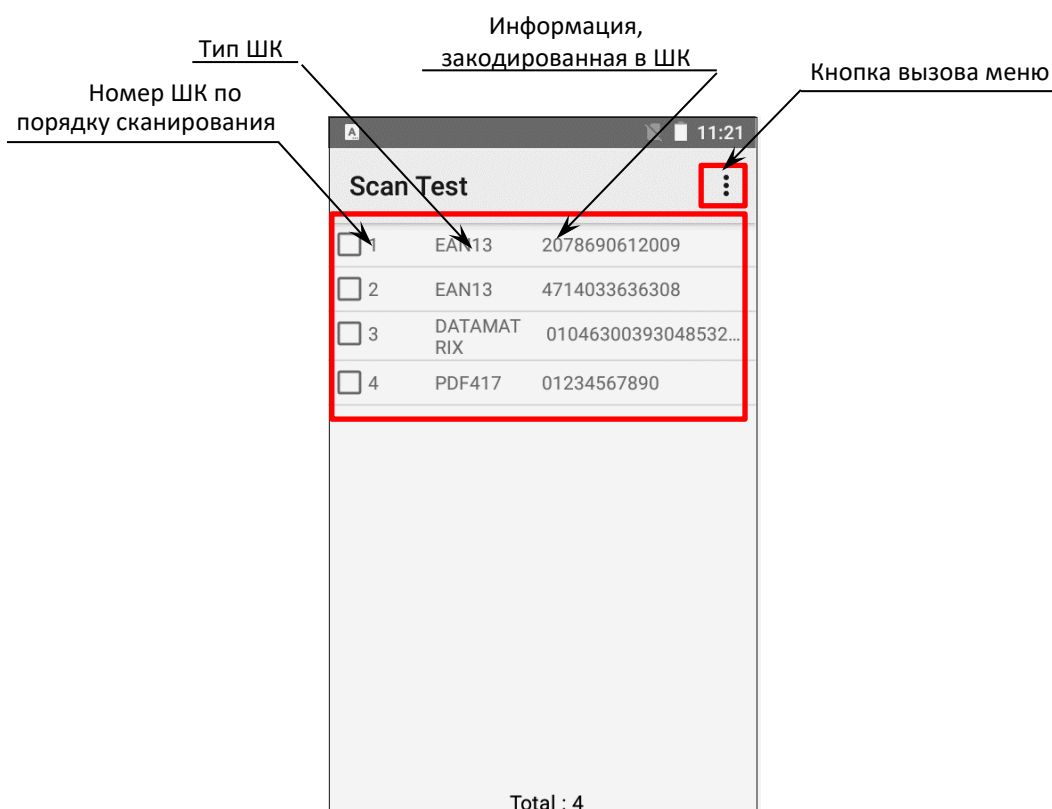 Информация,
закодированная в ШК
Тип ШК
Кнопка вызова меню
Номер ШК по
порядку сканирования
A
11:21
Scan Test
1 EAN13 2078690612009
2 EAN13 4714033636308
3 DATAMAT
RIX 01046300393048532…
4 PDF417 01234567890
Total : 4